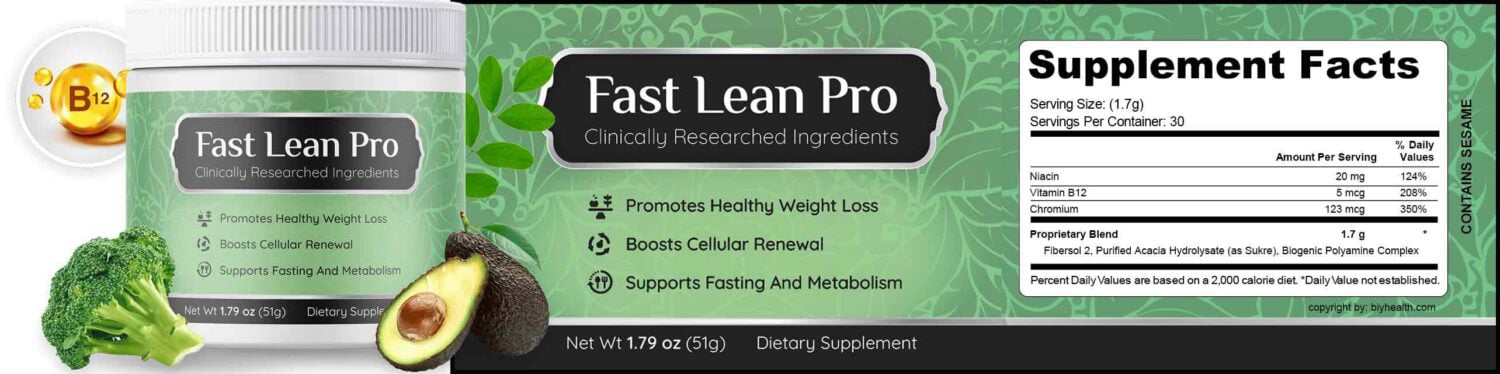 B12
Fast Lean Pro
Clinically Researched Ingredients
Promotes Healthy Weight Loss
Boosts Cellular Renewal
Supports Fasting And Metabolism
Net Wt 1.79 oz (51g) Dietary Supple
Fast Lean Pro
Clinically Researched Ingredients
Promotes Healthy Weight Loss
Boosts Cellular Renewal
Supports Fasting And Metabolism
Net Wt 1.79 oz (51g) Dietary Supplement
Supplement Facts
Serving Size: (1.7g)
Servings Per Container: 30
Amount Per Serving % Daily Values
Niacin 20 mg 124%
Vitamin B12 5 mcg 208%
Chromium 123 mcg 350%
Proprietary Blend 1.7 g *
Fibersol 2, Purified Acacia Hydrolysate (as Sukre), Biogenic Polyamine Complex
Percent Daily Values are based on a 2,000 calorie diet. *Daily Value not established.
copyright by: biyhealth.com
CONTAINS SESAME